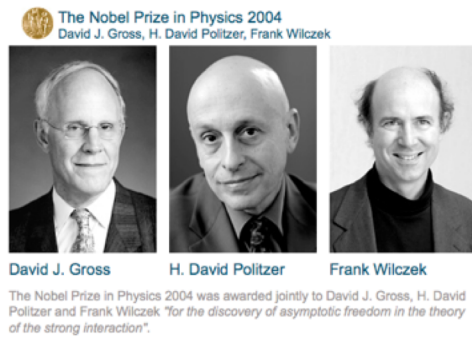 The Nobel Prize in Physics 2004
David J. Gross, H. David Politzer, Frank Wilczek
David J. Gross
H. David Politzer
Frank Wilczek
The Nobel Prize in Physics 2004 was awarded jointly to David J. Gross, H. David
Politzer and Frank Wilczek "for the discovery of asymptotic freedom in the theory
of the strong interaction".